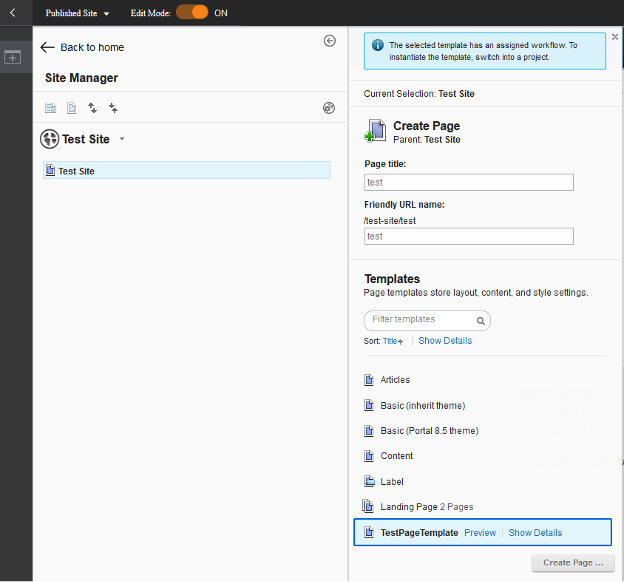 Published Site
Edit Mode:
ON
Back to home
Site Manager
Test Site
Test Site
The selected template has an assigned workflow. To
instantiate the template, switch into a project.
Current Selection: Test Site
Create Page
Parent: Test Site
Page title:
test
Friendly URL name:
/test-site/test
test
Templates
Page templates store layout, content, and style settings.
Filter templates
Sort: Title
Show Details
Articles
Basic (inherit theme)
Basic (Portal 8.5 theme)
Content
Label
Landing Page 2 Pages
TestPageTemplate Preview Show Details
Create Page ...